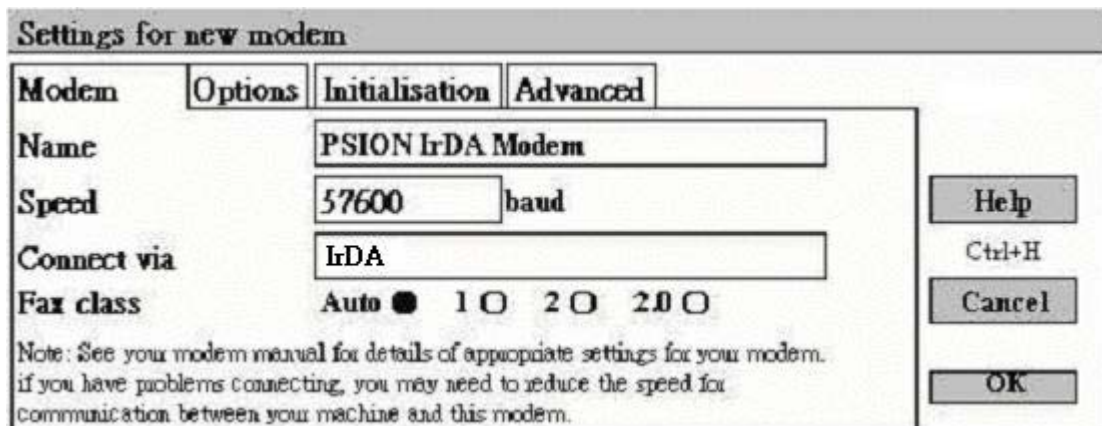 Settings for new modem
Modem Options Initialisation Advanced
Name PSION IrDA Modem
Speed 57600 baud
Help
Connect via IrDA
Ctrl+H
Fax class Auto 1 2 2.0
Cancel
Note: See your modem manual for details of appropriate settings for your modem.
if you have problems connecting, you may need to reduce the speed for
communication between your machine and this modem.
OK